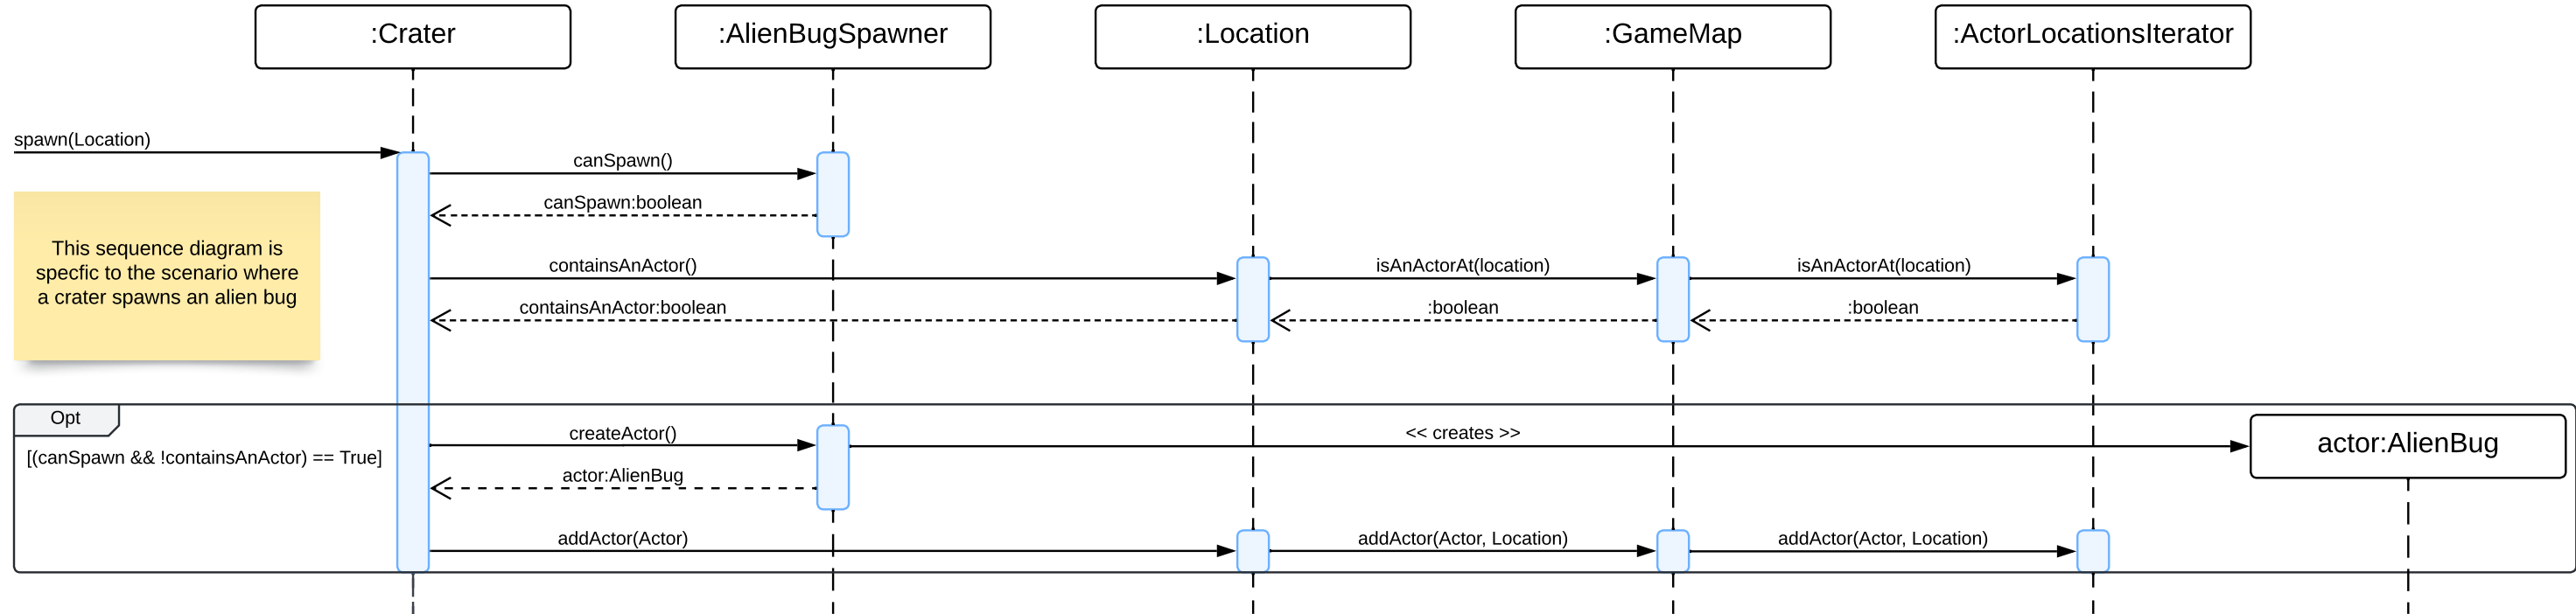 :Crater
:AlienBugSpawner
:Location
:GameMap
:ActorLocationsIterator
spawn(Location)
canSpawn()
canSpawn:boolean
This sequence diagram is
specfic to the scenario where
a crater spawns an alien bug
containsAnActor()
isAnActorAt(location)
isAnActorAt(location)
containsAnActor:boolean
:boolean
:boolean
Opt
[(canSpawn && !containsAnActor) == True]
createActor()
<< creates >>
actor:AlienBug
actor:AlienBug
addActor(Actor)
addActor(Actor, Location)
addActor(Actor, Location)